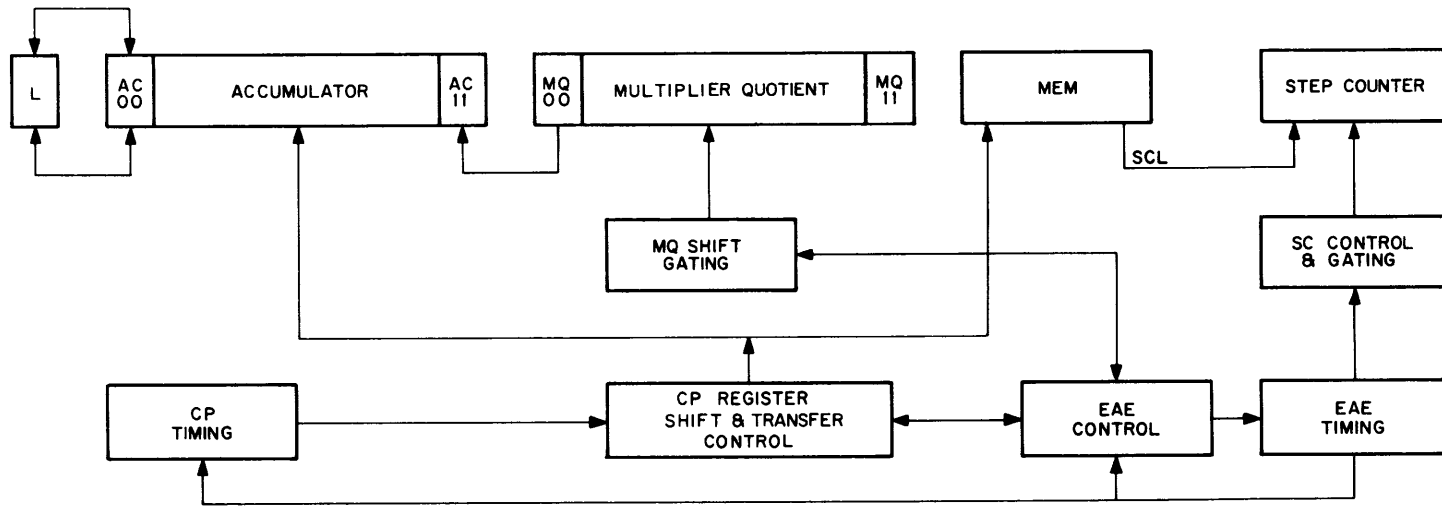 L
AC
00
ACCUMULATOR
AC
11
MQ
00
MULTIPLIER QUOTIENT
MQ
11
MEM
STEP COUNTER
SCL
MQ SHIFT
GATING
SC CONTROL
& GATING
CP
TIMING
CP REGISTER
SHIFT & TRANSFER
CONTROL
EAE
CONTROL
EAE
TIMING